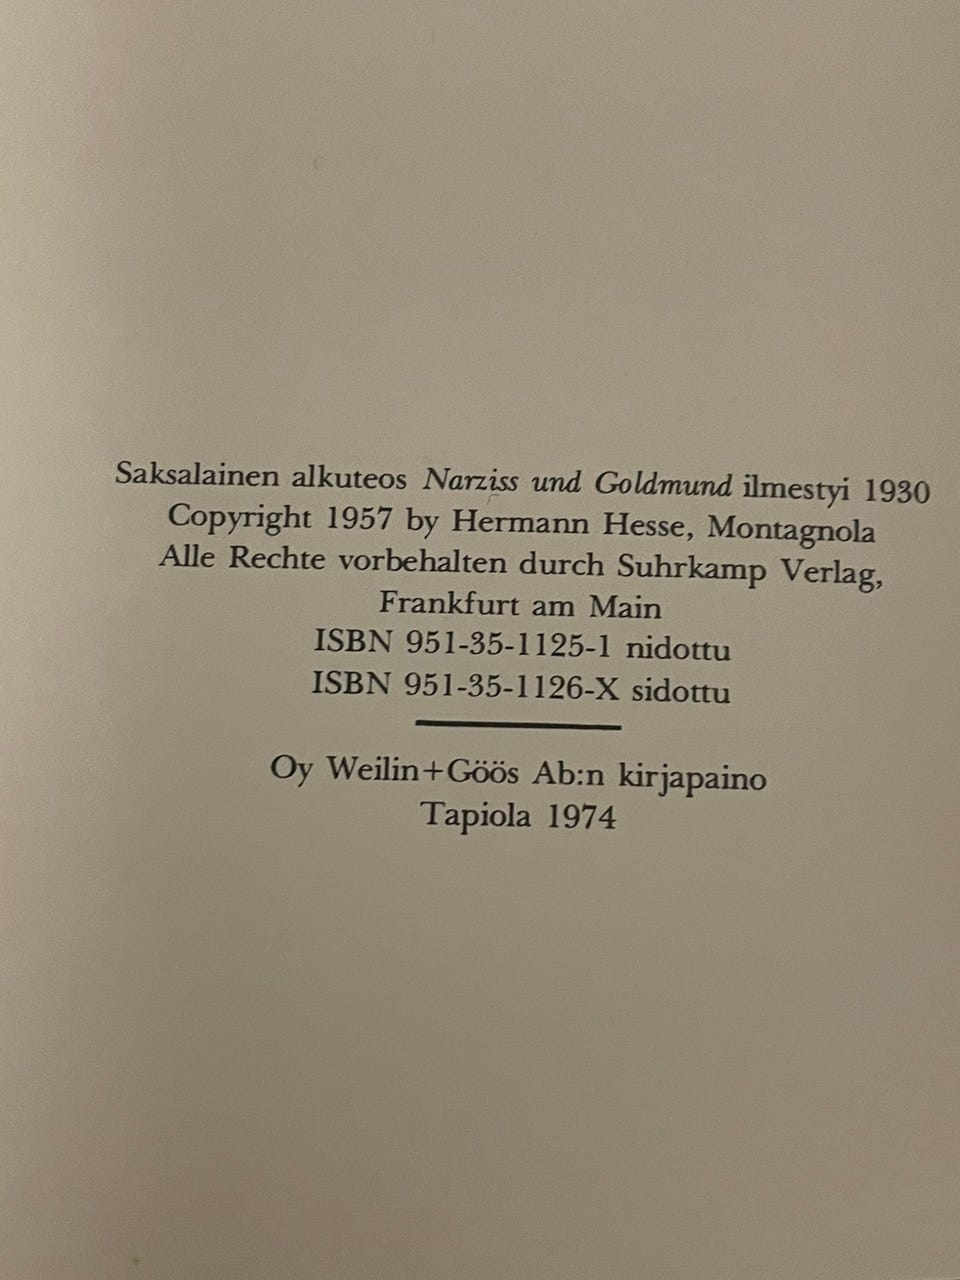 Saksalainen alkuteos Narziss und Goldmund ilmestyi 1930
Copyright 1957 by Hermann Hesse, Montagnola
Alle Rechte vorbehalten durch Suhrkamp Verlag,
Frankfurt am Main
ISBN 951-35-1125-1 nidottu
ISBN 951-35-1126-X sidottu
Oy Weilin+Göös Ab:n kirjapaino
Tapiola 1974